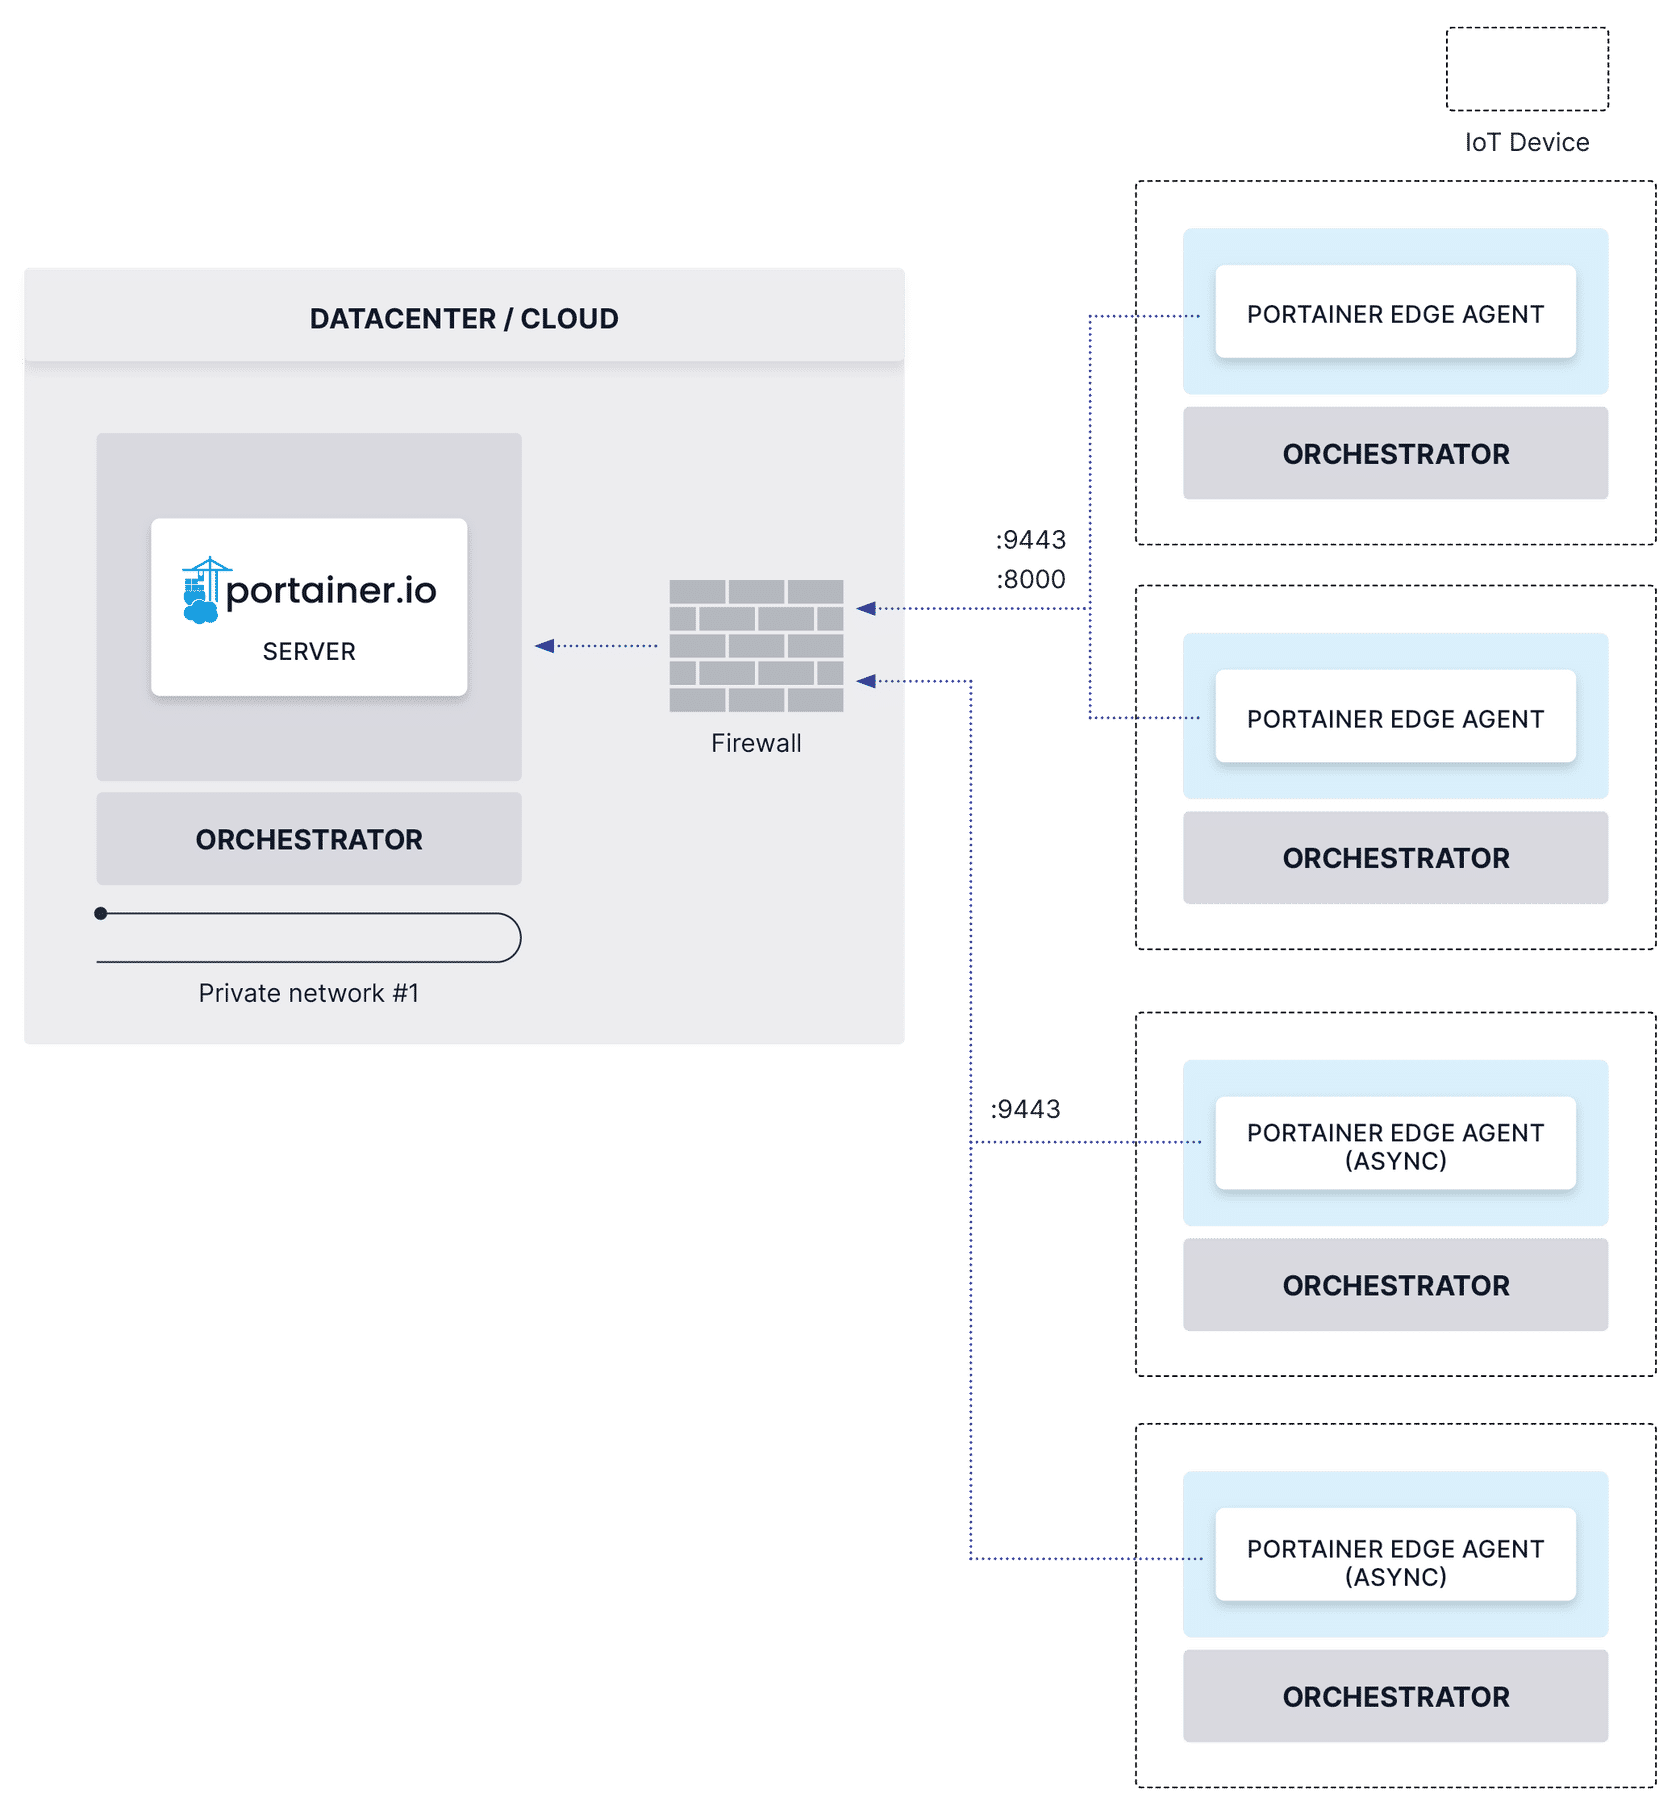 IoT Device
DATACENTER / CLOUD
portainer.io
SERVER
ORCHESTRATOR
Private network #1
Firewall
:9443
:8000
:9443
PORTAINER EDGE AGENT
ORCHESTRATOR
PORTAINER EDGE AGENT
ORCHESTRATOR
PORTAINER EDGE AGENT
(ASYNC)
ORCHESTRATOR
PORTAINER EDGE AGENT
(ASYNC)
ORCHESTRATOR